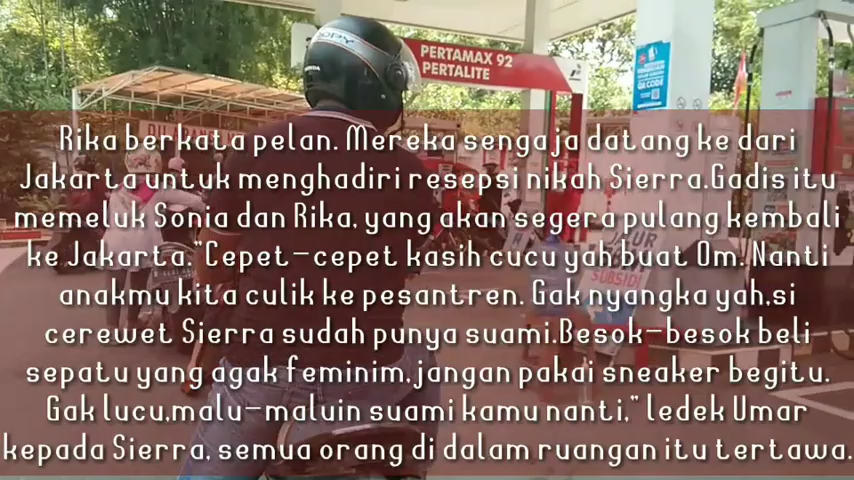 PERTAMAX 92
PERTALITE
QR CODE
SUBSIDI
Rika berkata pelan. Mereka sengaja datang ke dari
Jakarta untuk menghadiri resepsi nikah Sierra.Gadis itu
memeluk Sonia dan Rika, yang akan segera pulang kembali
ke Jakarta."Cepet-cepet kasih cucu yah buat Om. Nanti
anakmu kita culik ke pesantren. Gak nyangka yah,si
cerewet Sierra sudah punya suami.Besok-besok beli
sepatu yang agak feminim,jangan pakai sneaker begitu.
Gak lucu,malu-maluin suami kamu nanti," ledek Umar
kepada Sierra, semua orang di dalam ruangan itu tertawa.